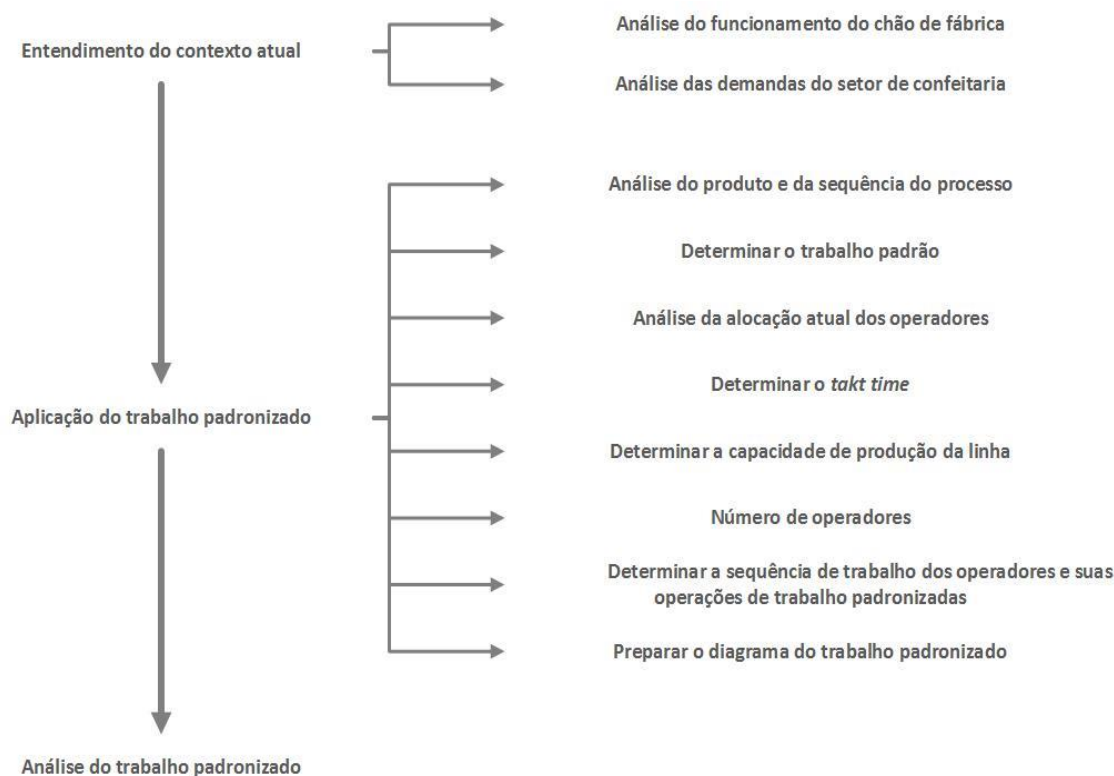 Entendimento do contexto atual
Análise do funcionamento do chão de fábrica
Análise das demandas do setor de confeitaria
Aplicação do trabalho padronizado
Análise do produto e da sequência do processo
Determinar o trabalho padrão
Análise da alocação atual dos operadores
Determinar o takt time
Determinar a capacidade de produção da linha
Número de operadores
Determinar a sequência de trabalho dos operadores e suas
operações de trabalho padronizadas
Preparar o diagrama do trabalho padronizado
Análise do trabalho padronizado